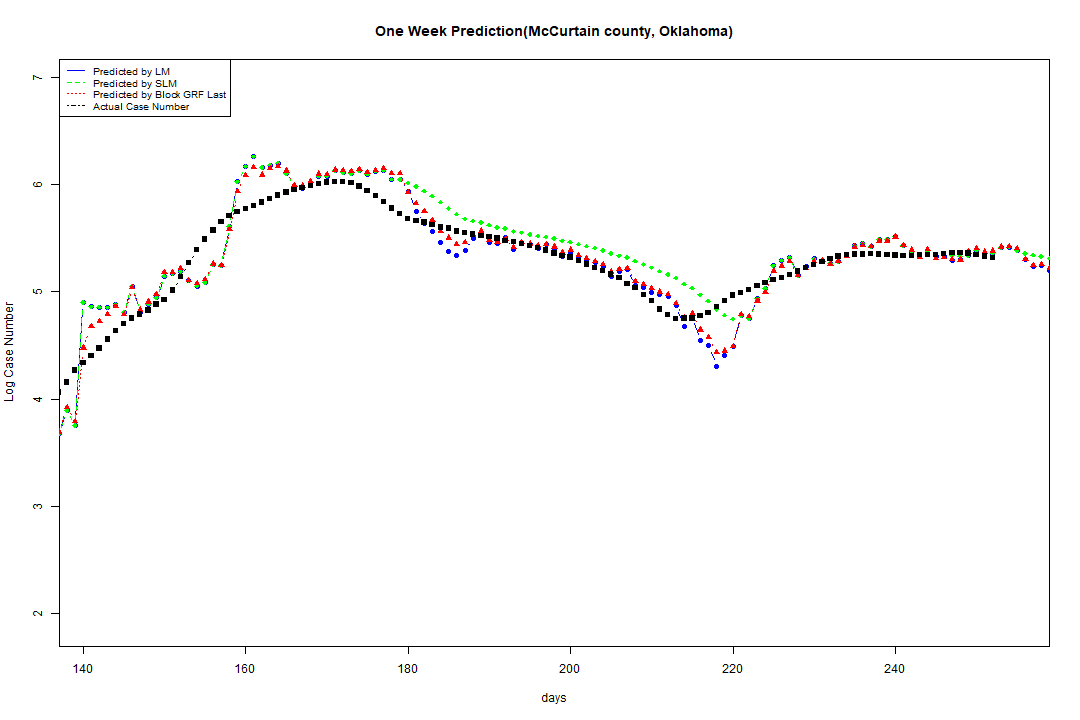 One Week Prediction(McCurtain county, Oklahoma)
Predicted by LM
Predicted by SLM
Predicted by Block GRF Last
Actual Case Number
7
6
5
4
3
2
Log Case Number
140 160 180 200 220 240
days